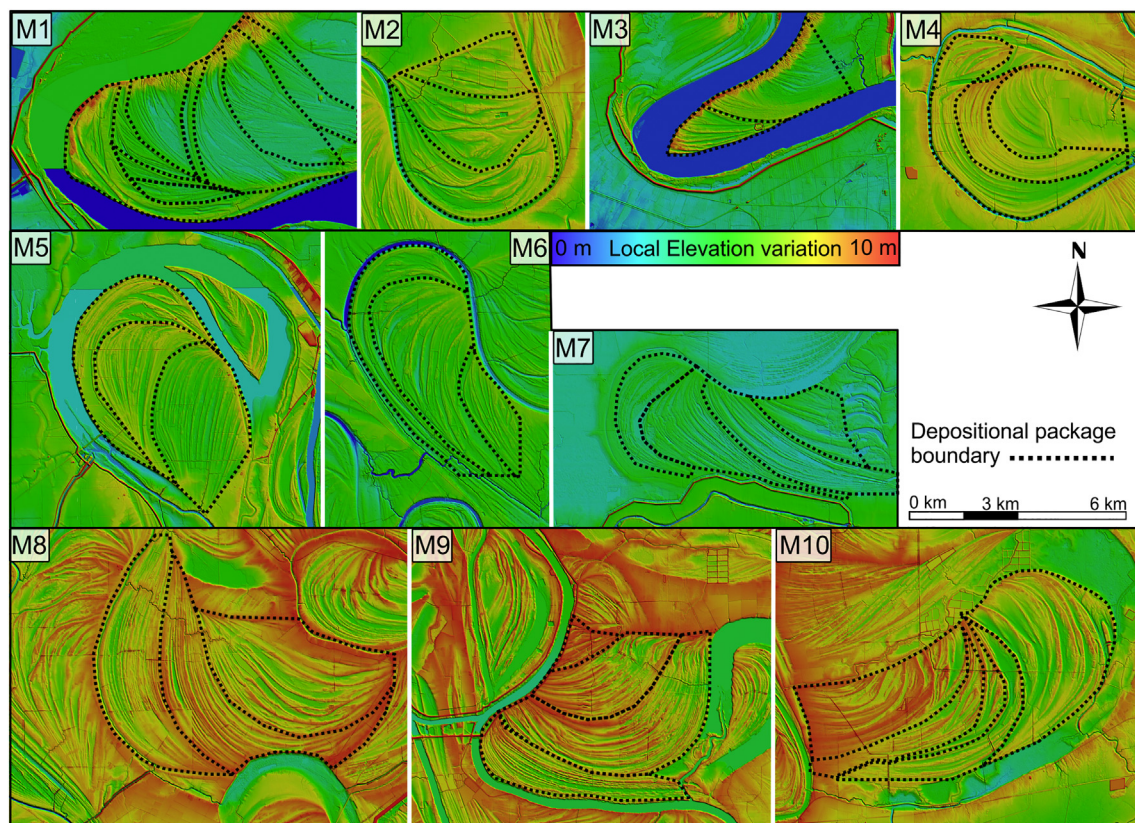 M1
M2
M3
M4
M5
M6
0 m Local Elevation variation 10 m
N
M7
Depositional package
boundary
0 km 3 km 6 km
M8
M9
M10